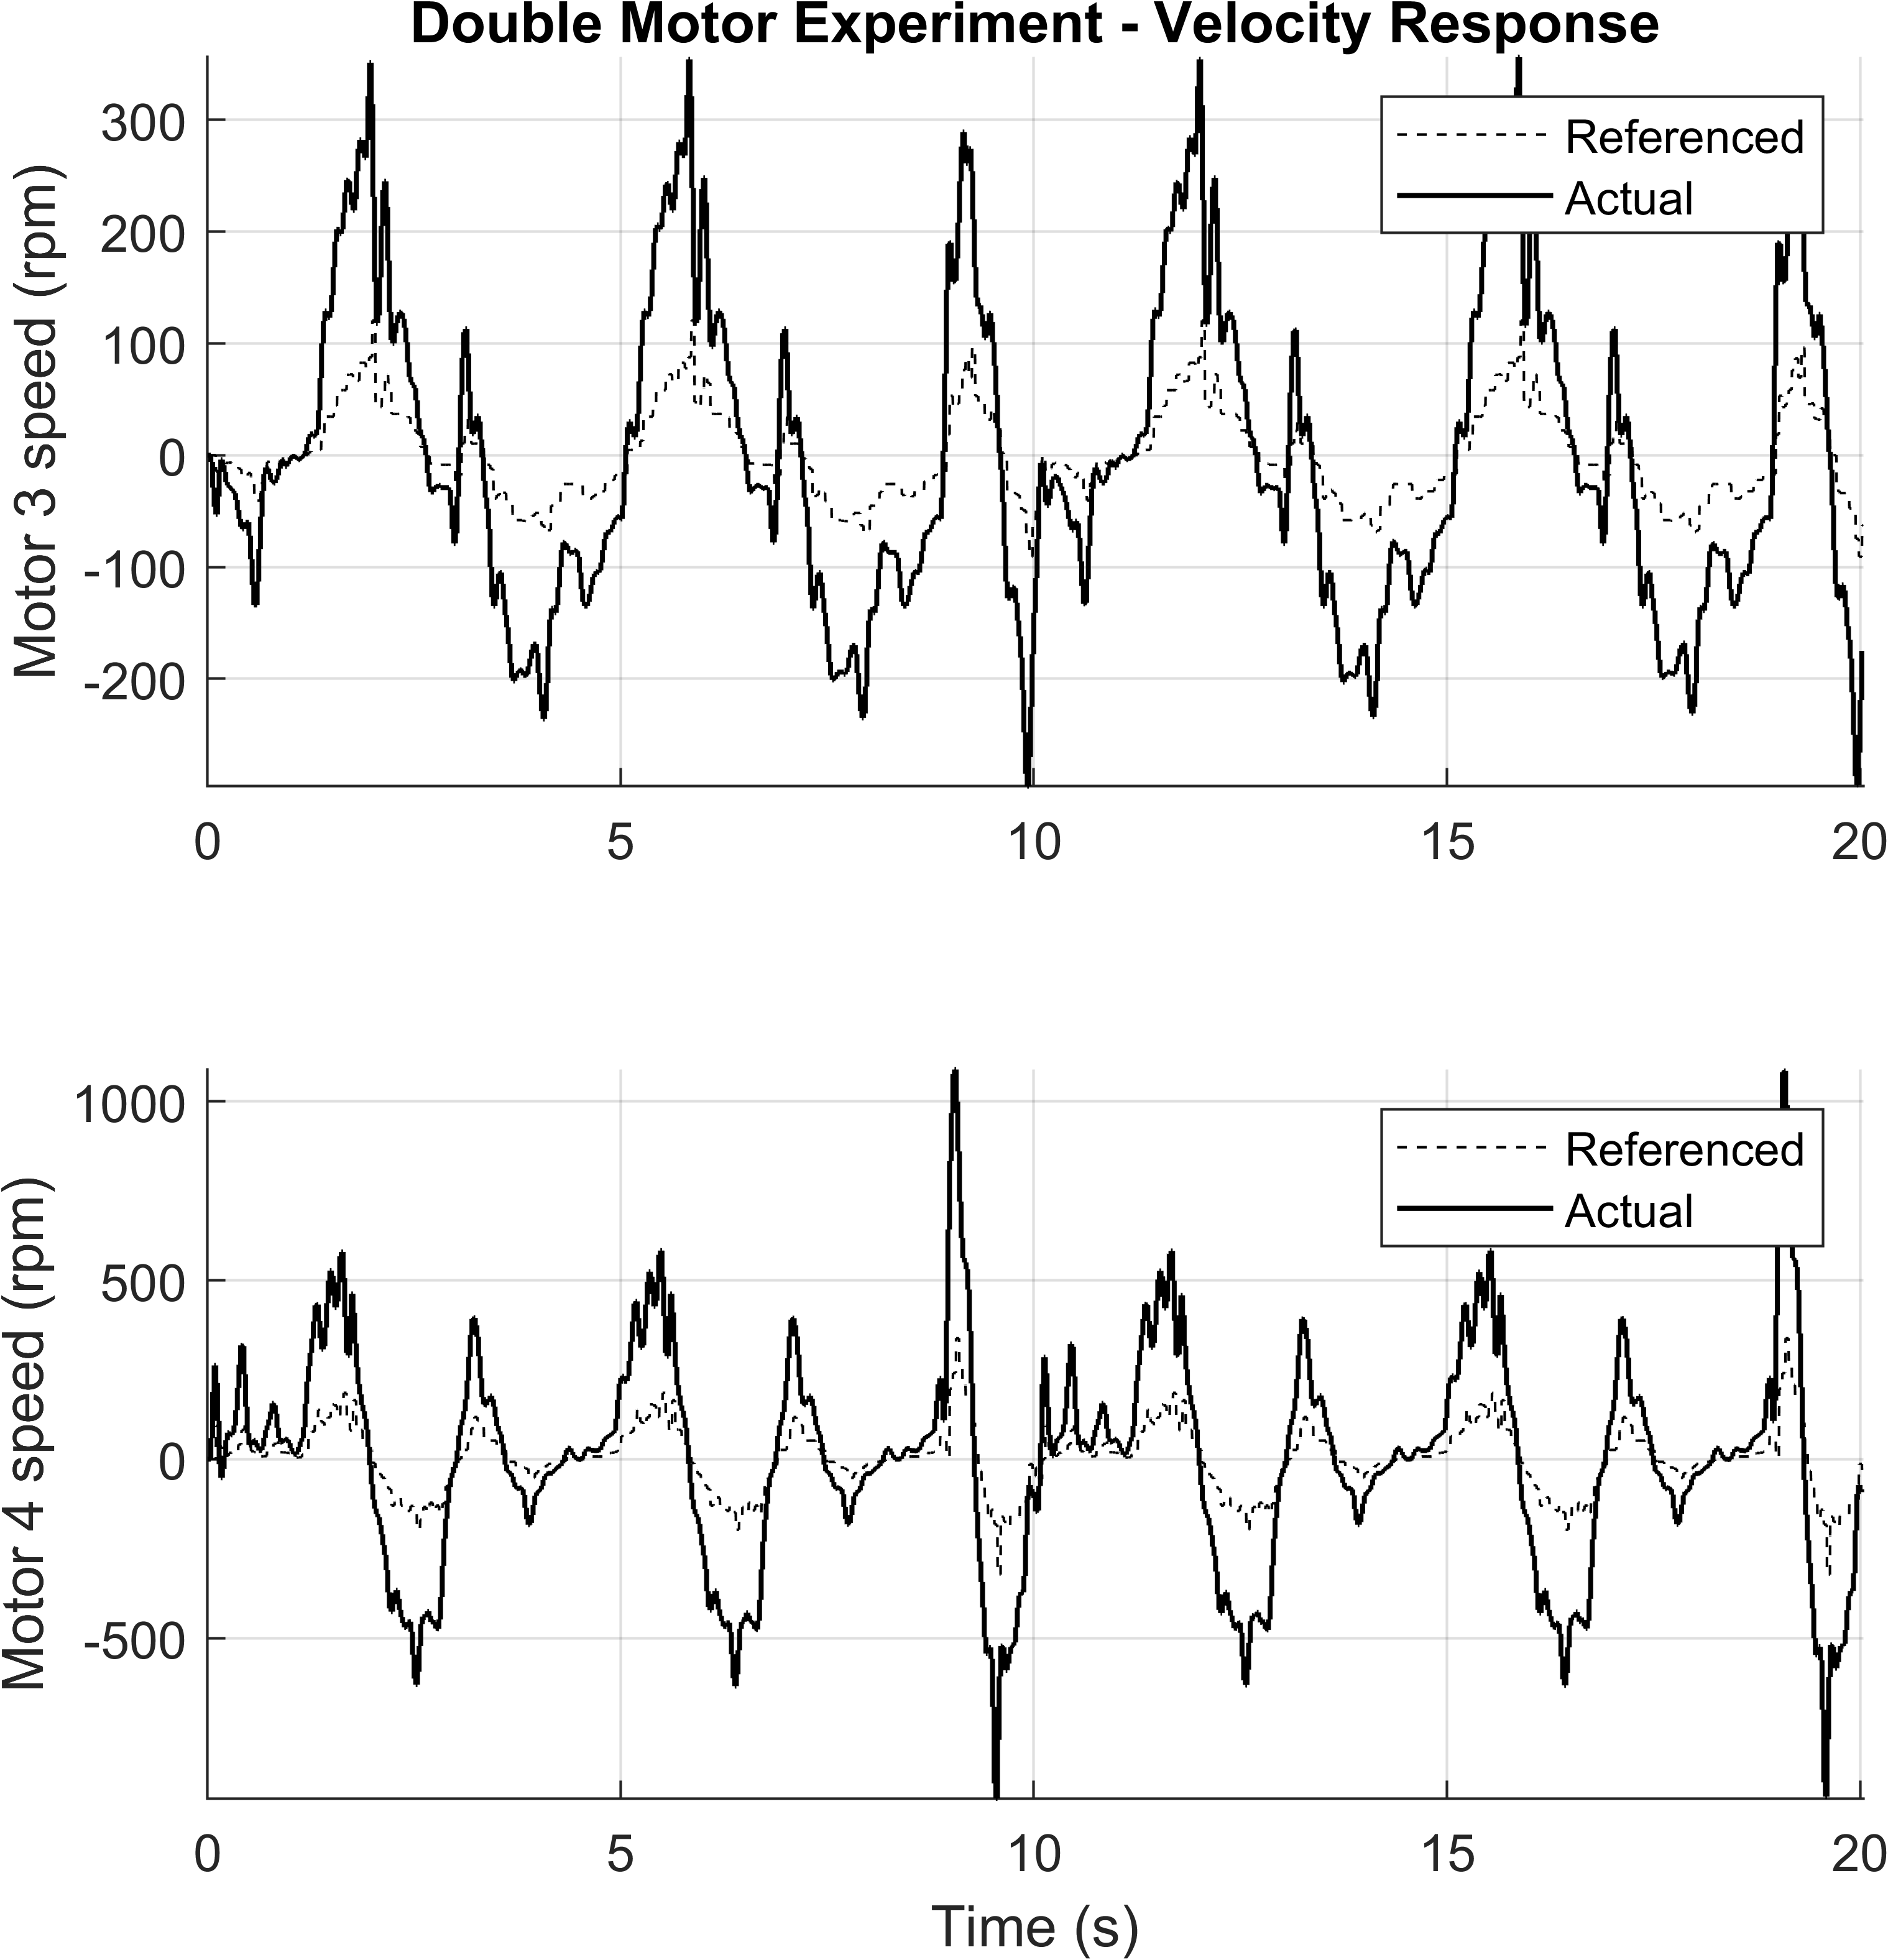 Double Motor Experiment - Velocity Response
Motor 3 speed (rpm)
300
200
100
0
-100
-200
Referenced
Actual
0 5 10 15 20
Motor 4 speed (rpm)
1000
500
0
-500
Referenced
Actual
0 5 10 15 20
Time (s)